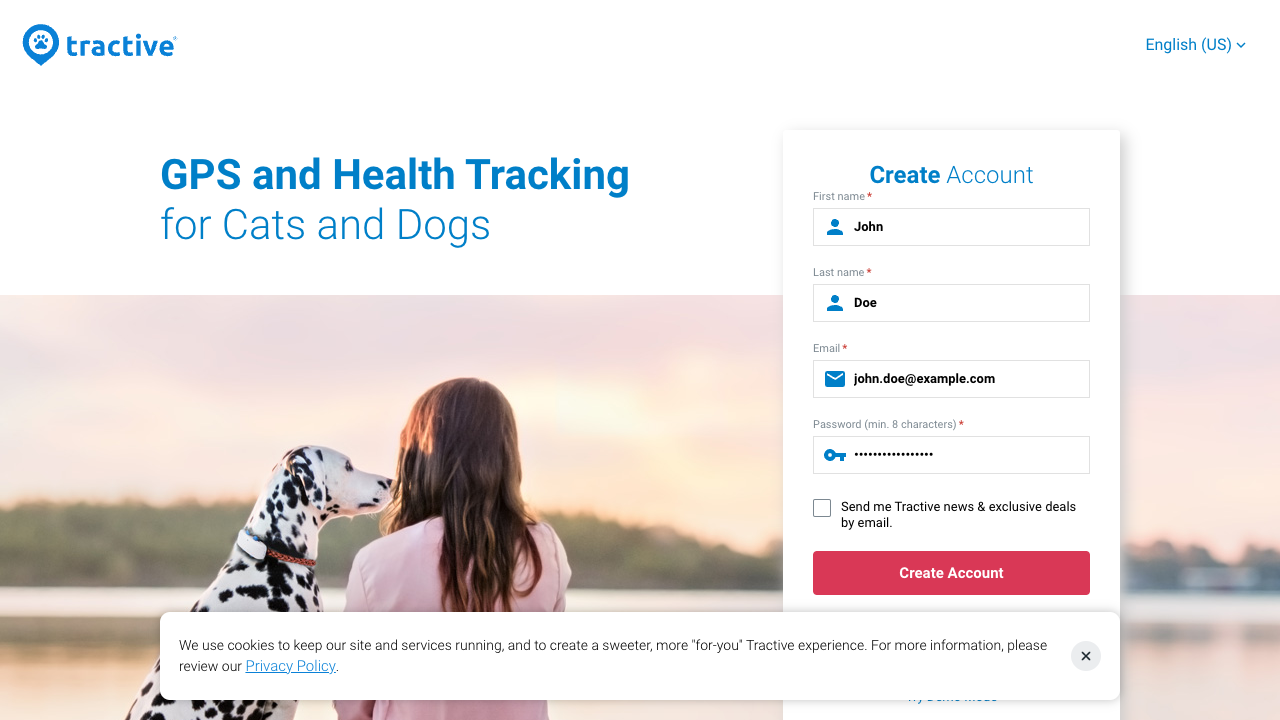 tractive
English (US)
GPS and Health Tracking
for Cats and Dogs
Create Account
First name *
John
Last name *
Doe
Email *
john.doe@example.com
Password (min. 8 characters) *
•••••••••••••••••
Send me Tractive news & exclusive deals
by email.
Create Account
We use cookies to keep our site and services running, and to create a sweeter, more "for-you" Tractive experience. For more information, please
review our Privacy Policy.